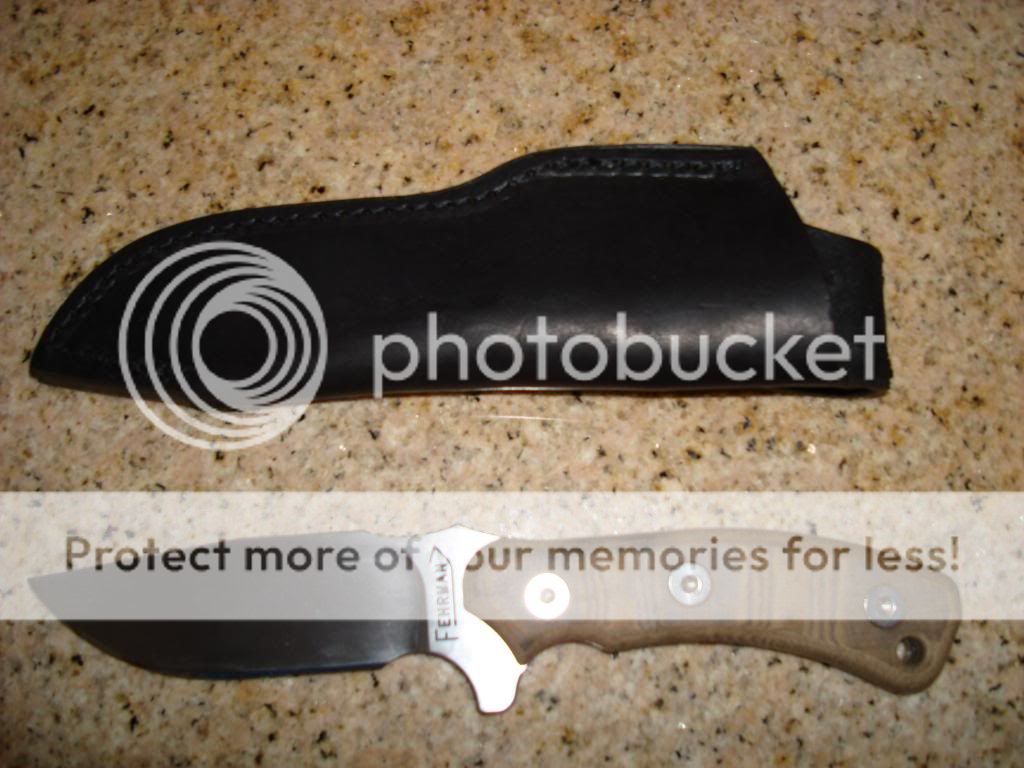 photobucket
Protect more of your memories for less!
FEHRMAN